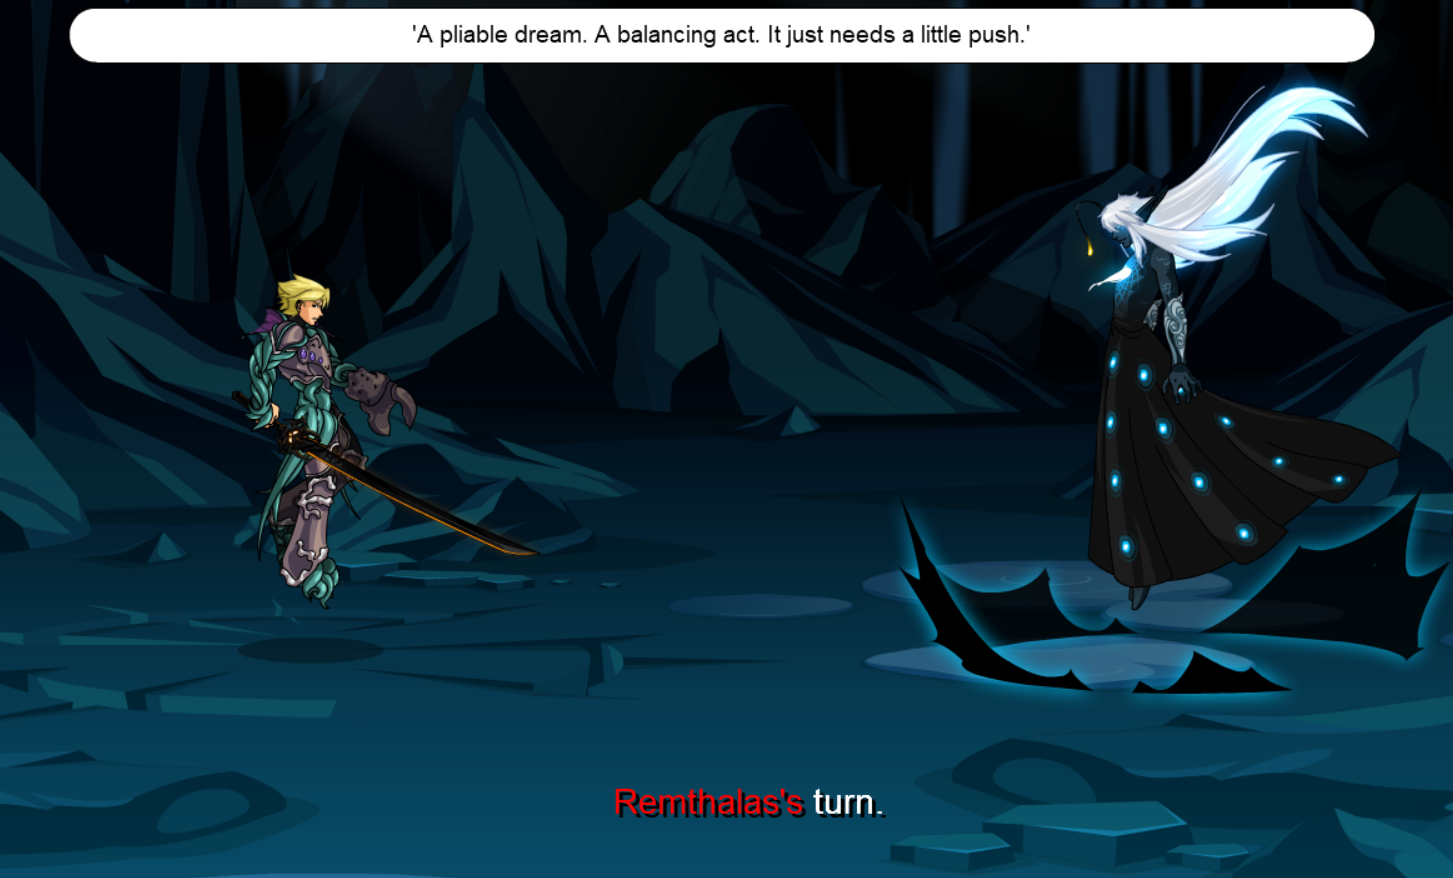 'A pliable dream. A balancing act. It just needs a little push.'
Remthalas's turn.